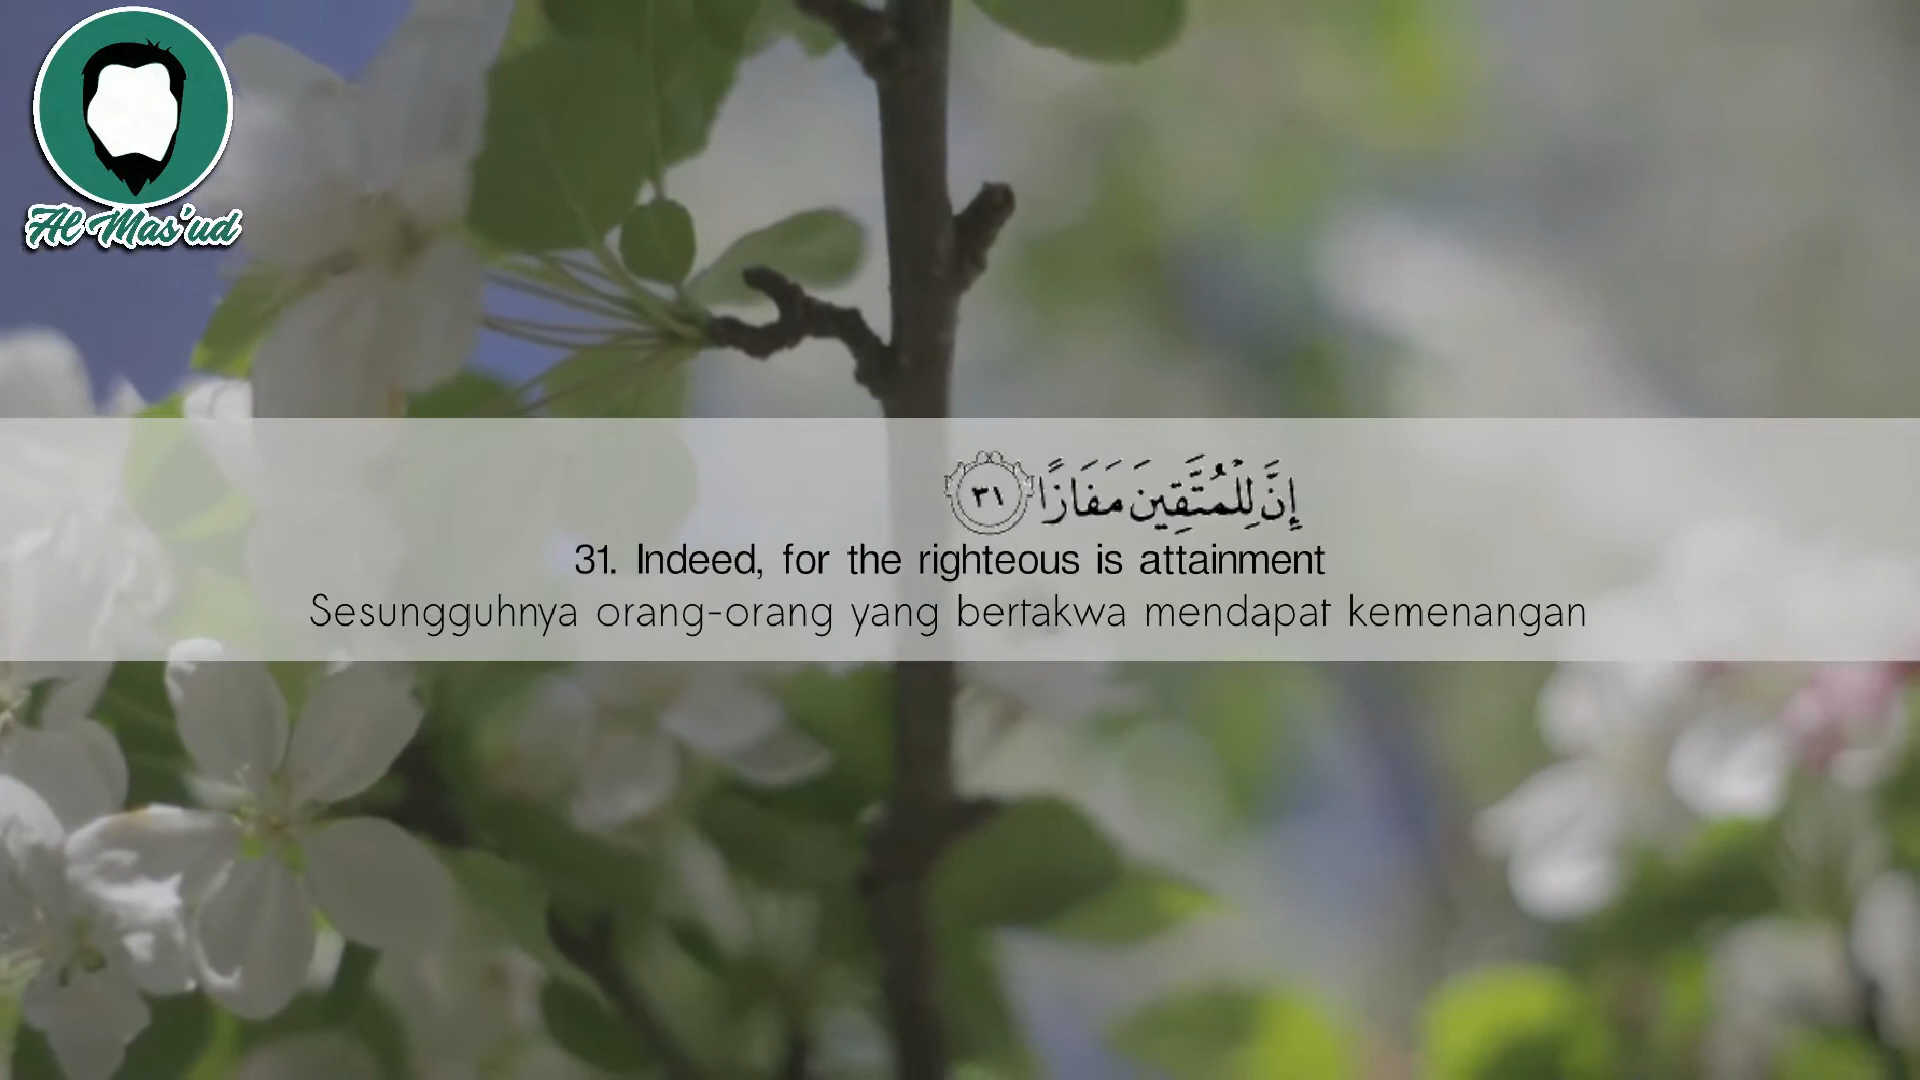 Al Mas'ud
إِنَّ لِلْمُتَّقِينَ مَفَازًا ٣١
31. Indeed, for the righteous is attainment
Sesungguhnya orang-orang yang bertakwa mendapat kemenangan